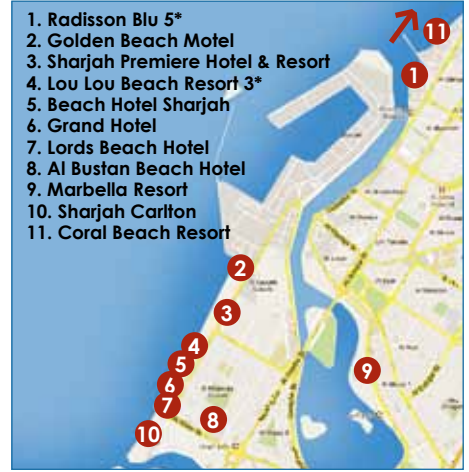 1. Radisson Blu 5*
2. Golden Beach Motel
3. Sharjah Premiere Hotel & Resort
4. Lou Lou Beach Resort 3*
5. Beach Hotel Sharjah
6. Grand Hotel
7. Lords Beach Hotel
8. Al Bustan Beach Hotel
9. Marbella Resort
10. Sharjah Carlton
11. Coral Beach Resort
11
1
2
3
4
5
6
7
8
9
10